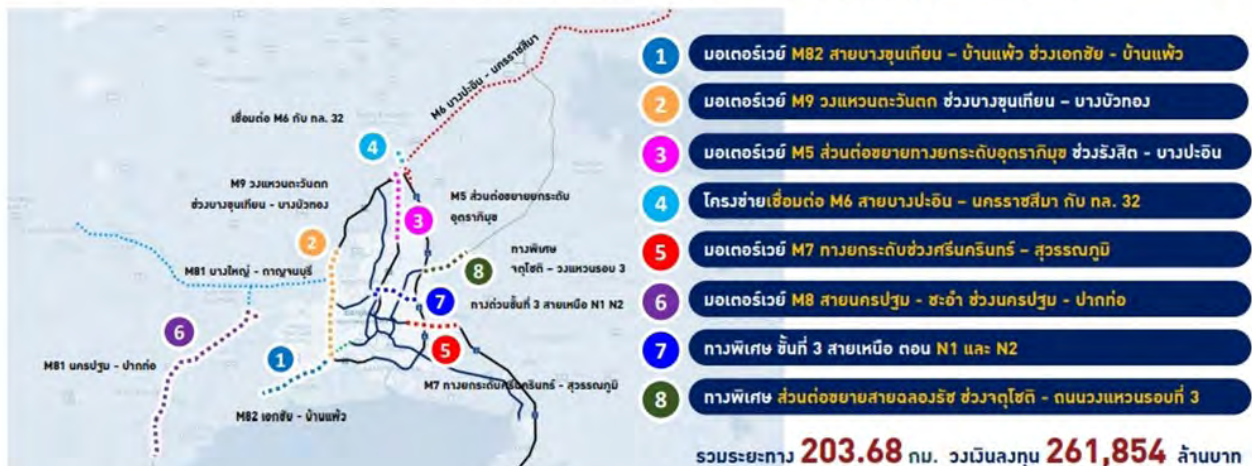 M6 บางปะอิน - นครราชสีมา
เชื่อมต่อ M6 กับ ทล. 32
4
M9 วงแหวนตะวันตก
ช่วงบางขุนเทียน - บางบัวทอง
M5 ส่วนต่อขยายยกระดับ
อุตราภิมุข
3
2
ทางพิเศษ
จตุโชติ – วงแหวนรอบ 3
8
M81 บางใหญ่ - กาญจนบุรี
7
ทางด่วนขั้นที่ 3 สายเหนือ N1 N2
6
5
1
M81 นครปฐม - ปากท่อ
M7 ทางยกระดับศรีนครินทร์ - สุวรรณภูมิ
M82 เอกชัย - บ้านแพ้ว
1 มอเตอร์เวย์ M82 สายบางขุนเทียน – บ้านแพ้ว ช่วงเอกชัย - บ้านแพ้ว
2 มอเตอร์เวย์ M9 วงแหวนตะวันตก ช่วงบางขุนเทียน – บางบัวทอง
3 มอเตอร์เวย์ M5 ส่วนต่อขยายทางยกระดับอุตราภิมุข ช่วงรังสิต - บางปะอิน
4 โครงข่ายเชื่อมต่อ M6 สายบางปะอิน – นครราชสีมา กับ ทล. 32
5 มอเตอร์เวย์ M7 ทางยกระดับช่วงศรีนครินทร์ – สุวรรณภูมิ
6 มอเตอร์เวย์ M8 สายนครปฐม - ชะอำ ช่วงนครปฐม - ปากท่อ
7 ทางพิเศษ ขั้นที่ 3 สายเหนือ ตอน N1 และ N2
8 ทางพิเศษ ส่วนต่อขยายสายฉลองรัช ช่วงจตุโชติ - ถนนวงแหวนรอบที่ 3
รวมระยะทาง 203.68 กม. วงเงินลงทุน 261,854 ล้านบาท